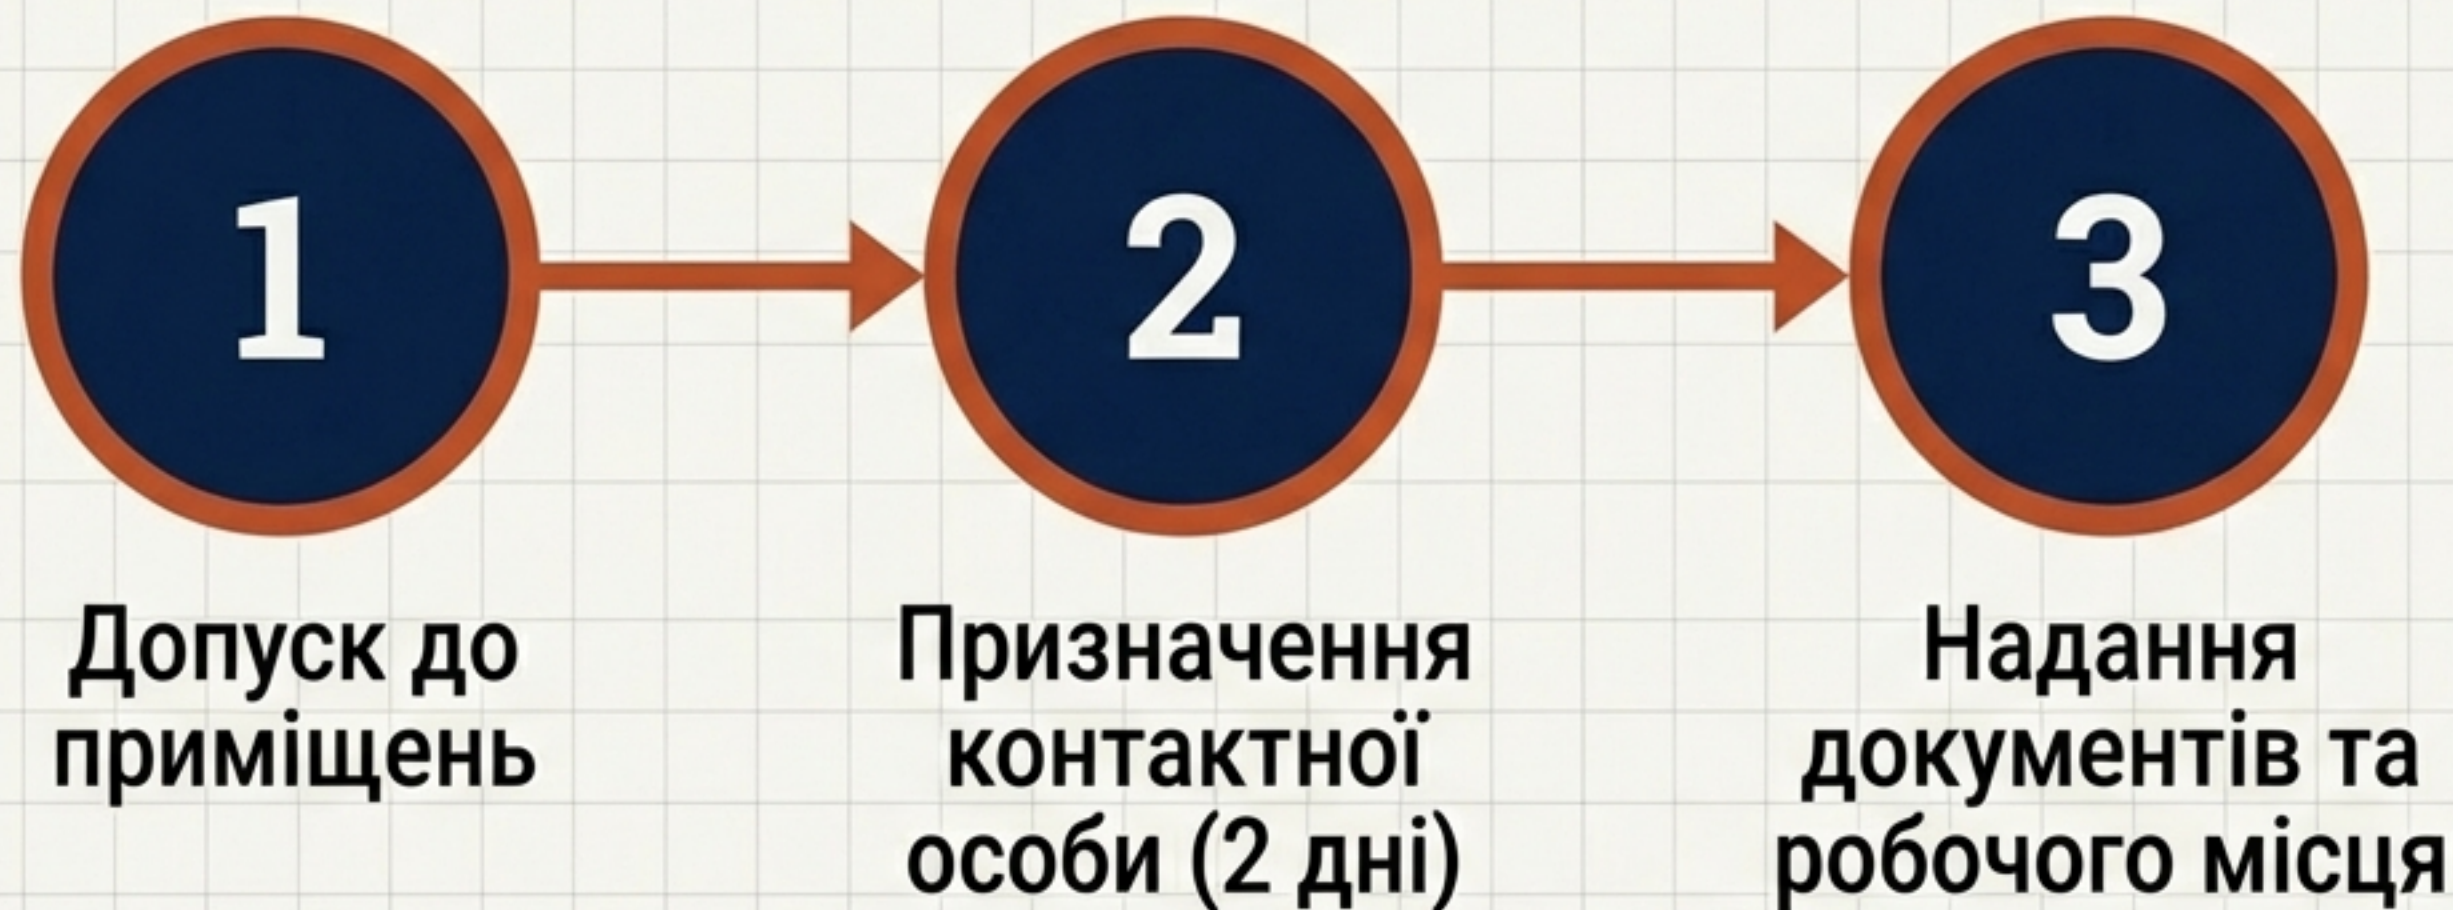 1
2
3
Допуск до
приміщень
Призначення
контактної
особи (2 дні)
Надання
документів та
робочого місця